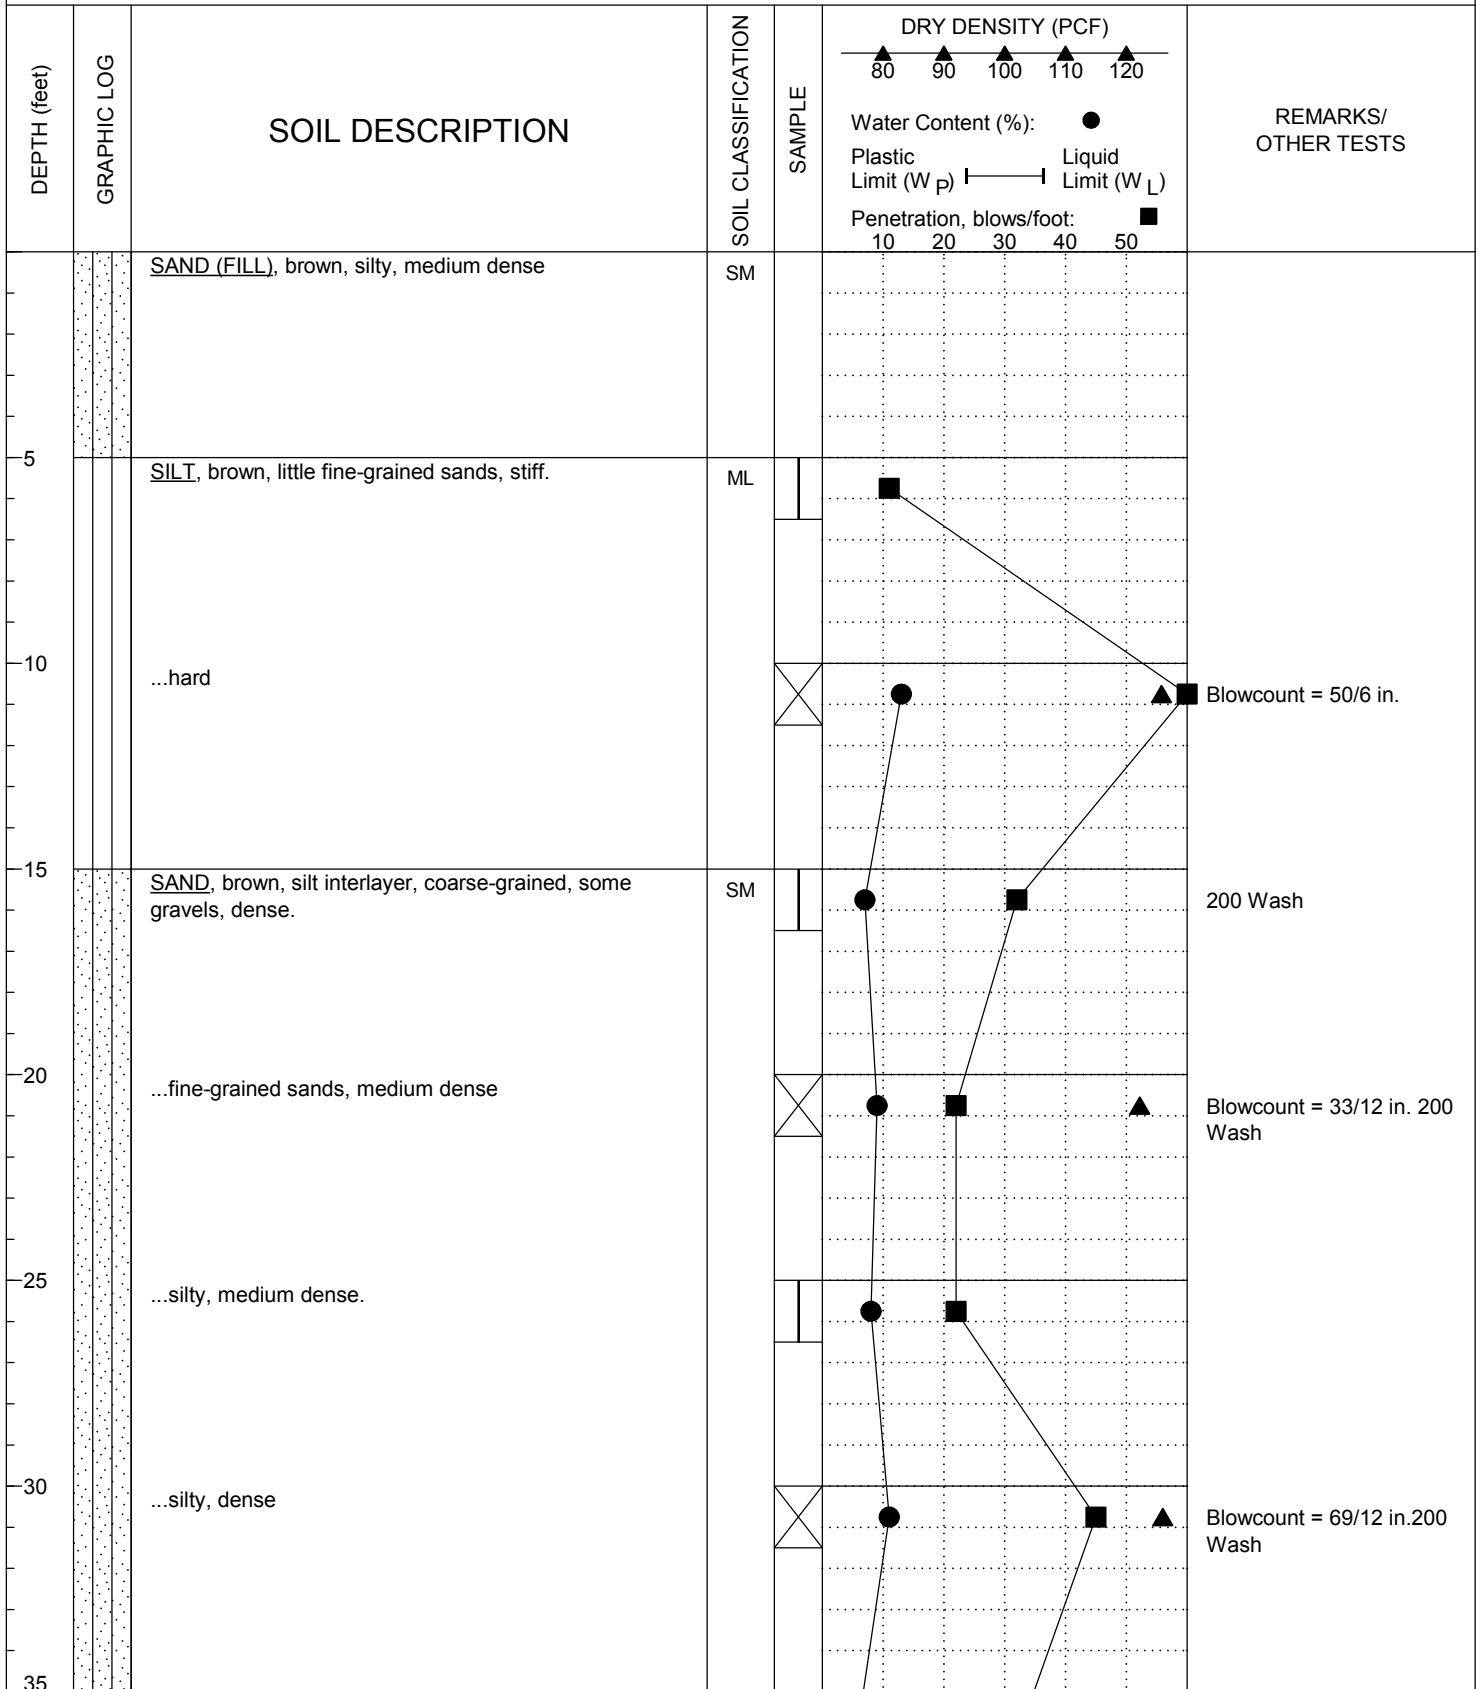 DEPTH (feet)
GRAPHIC LOG
SOIL DESCRIPTION
SOIL CLASSIFICATION
SAMPLE
DRY DENSITY (PCF)
80 90 100 110 120
Water Content (%):
Plastic Limit (W P)
Liquid Limit (W L)
Penetration, blows/foot:
10 20 30 40 50
REMARKS/
OTHER TESTS
SAND (FILL), brown, silty, medium dense
SM
5
SILT, brown, little fine-grained sands, stiff.
ML
10
...hard
Blowcount = 50/6 in.
15
SAND, brown, silt interlayer, coarse-grained, some
gravels, dense.
SM
200 Wash
20
...fine-grained sands, medium dense
Blowcount = 33/12 in. 200
Wash
25
...silty, medium dense.
30
...silty, dense
Blowcount = 69/12 in.200
Wash
35